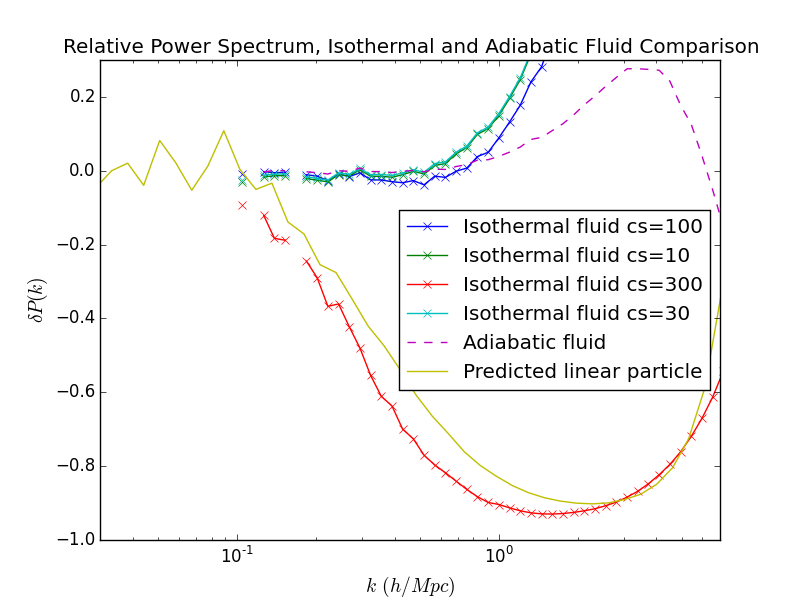 Relative Power Spectrum, Isothermal and Adiabatic Fluid Comparison
0.2
0.0
−0.2
−0.4
−0.6
−0.8
−1.0
δP(k)
Isothermal fluid cs=100
Isothermal fluid cs=10
Isothermal fluid cs=300
Isothermal fluid cs=30
Adiabatic fluid
Predicted linear particle
10⁻¹ 10⁰
k (h/Mpc)